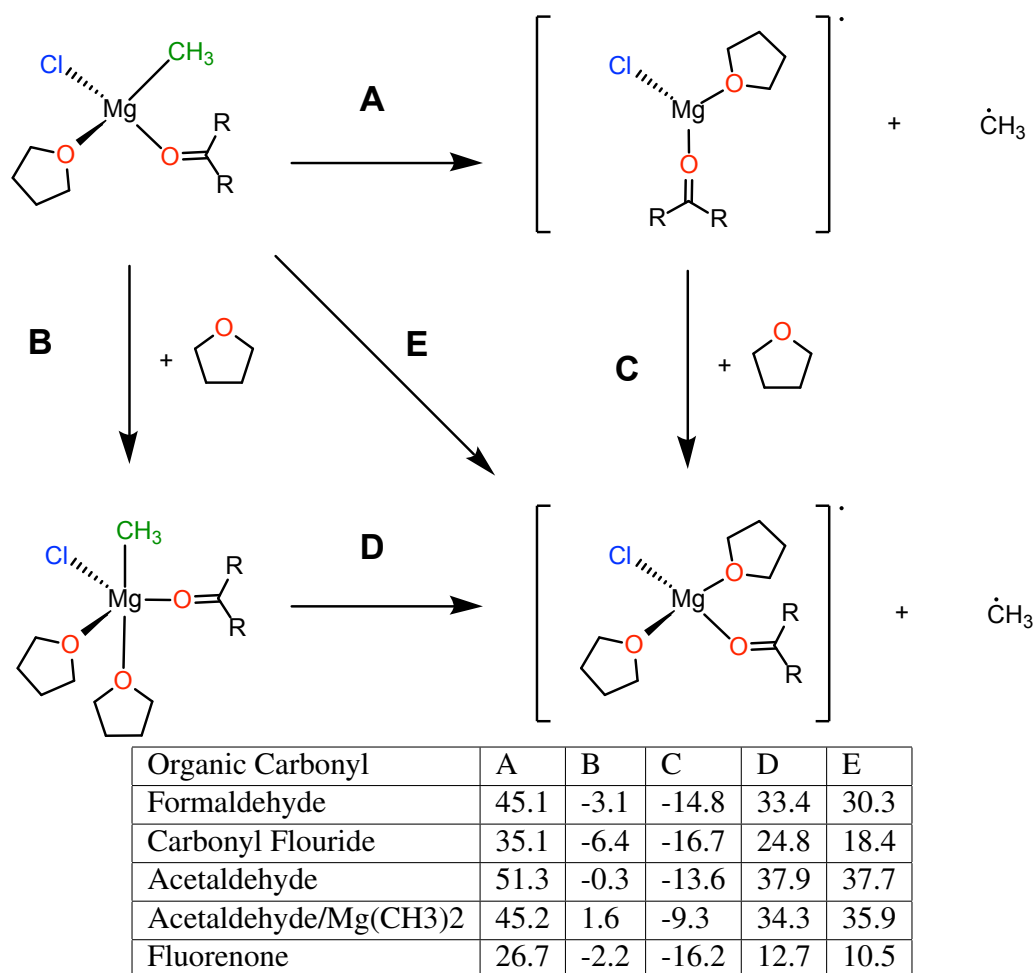 CH3
Cl
Mg
O
R
O
R
A
Cl
O
Mg
O
R
R
+
ĊH3
B
+
O
E
C
+
O
CH3
Cl
Mg
O
R
R
O
O
D
Cl
O
Mg
O
O
R
R
+
ĊH3
Organic Carbonyl A B C D E
Formaldehyde 45.1 -3.1 -14.8 33.4 30.3
Carbonyl Flouride 35.1 -6.4 -16.7 24.8 18.4
Acetaldehyde 51.3 -0.3 -13.6 37.9 37.7
Acetaldehyde/Mg(CH3)2 45.2 1.6 -9.3 34.3 35.9
Fluorenone 26.7 -2.2 -16.2 12.7 10.5